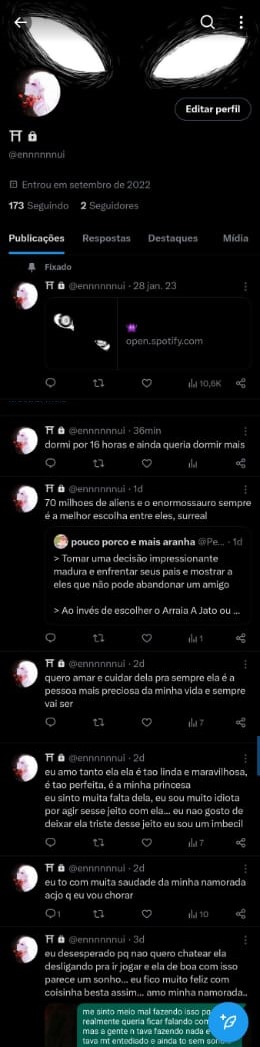 Editar perfil
⛩
@ennnnnnui
Entrou em setembro de 2022
173 Seguindo 2 Seguidores
Publicações Respostas Destaques Mídia
Fixado
⛩ @ennnnnnui · 28 jan. 23
open.spotify.com
10,6K
⛩ @ennnnnnui · 36min
dormi por 16 horas e ainda queria dormir mais
⛩ @ennnnnnui · 1d
70 milhoes de aliens e o enormossauro sempre
é a melhor escolha entre eles, surreal
pouco porco e mais aranha @Pe... · 1d
> Tomar uma decisão impressionante
madura e enfrentar seus pais e mostrar a
eles que não pode abandonar um amigo
> Ao invés de escolher o Arraia A Jato ou ...
1
⛩ @ennnnnnui · 2d
quero amar e cuidar dela pra sempre ela é a
pessoa mais preciosa da minha vida e sempre
vai ser
7
⛩ @ennnnnnui · 2d
eu amo tanto ela ela é tao linda e maravilhosa,
é tao perfeita, é a minha princesa
eu sinto muita falta dela, eu sou muito idiota
por agir sesse jeito com ela... eu nao gosto de
deixar ela triste desse jeito eu sou um imbecil
7
⛩ @ennnnnnui · 2d
eu to com muita saudade da minha namorada
acjo q eu vou chorar
1 10
⛩ @ennnnnnui · 3d
eu desesperado pq nao quero chatear ela
desligando pra ir jogar e ela de boa com isso
parece um sonho... eu fico muito feliz com
coisinha besta assim... amo minha namorada..
me sinto meio mal fazendo isso po
realmente queria ficar falando com
mas a gente n tava fazendo nada e
tava mt entediado e ainda to sem sono